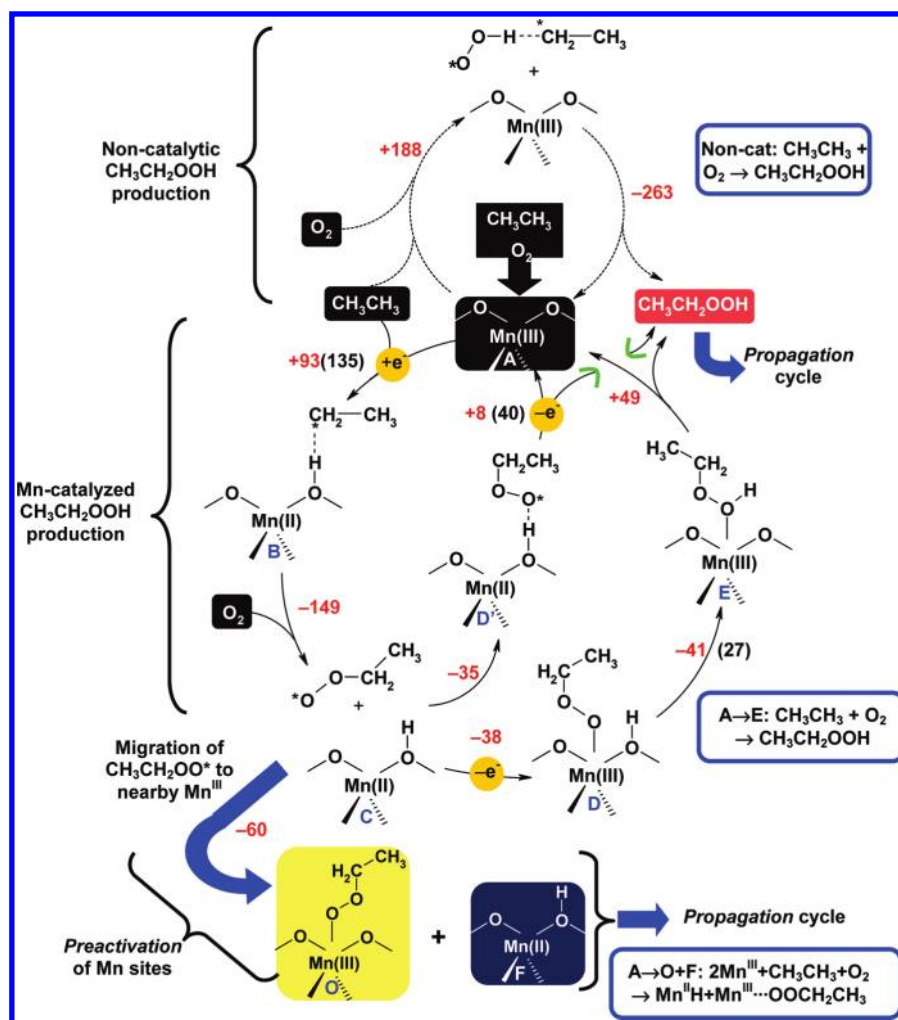 O—H---*CH₂—CH₃
*O
+
O O
Mn(III)
Non-catalytic
CH₃CH₂OOH
production
+188
Non-cat: CH₃CH₃ +
O₂ → CH₃CH₂OOH
–263
O₂
CH₃CH₃
O₂
CH₃CH₃
O O
Mn(III)
A
CH₃CH₂OOH
Propagation
cycle
+93(135)
+e-
+8 (40)
–e-
+49
Mn-catalyzed
CH₃CH₂OOH
production
CH₂—CH₃
*
H
O O
Mn(II)
B
CH₂CH₃
O O*
H
O O
Mn(II)
D'
H₃C CH₂
O H
O
O O
Mn(III)
E
O₂
–149
CH₃
O CH₂
*O
+
–35
–41 (27)
CH₃
H₂C
O
O H
O O
Mn(III)
D
A→E: CH₃CH₃ + O₂
→ CH₃CH₂OOH
Migration of
CH₃CH₂OO* to
nearby Mnᴵᴵᴵ
H
O O
Mn(II)
C
–38
–e-
–60
Preactivation
of Mn sites
CH₃
H₂C
O
O
O O
Mn(III)
O
+
H
O O
Mn(II)
F
Propagation cycle
A→O+F: 2Mnᴵᴵᴵ+CH₃CH₃+O₂
→ MnᴵᴵH+Mnᴵᴵᴵ···OOCH₂CH₃